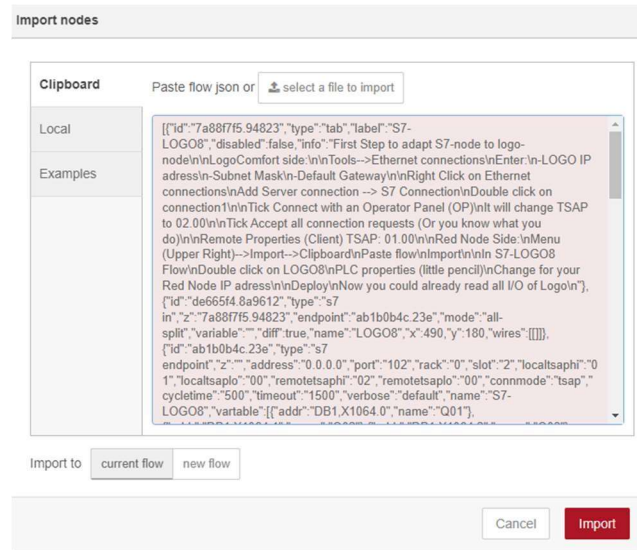 Import nodes
Clipboard
Paste flow json or
select a file to import
Local
Examples
[{"id":"7a88f7f5.94823","type":"tab","label":"S7-
LOGO8","disabled":false,"info":"First Step to adapt S7-node to logo-
node\n\nLogoComfort side:\n\nTools-->Ethernet connections\nEnter:\n-LOGO IP
adress\n-Subnet Mask\n-Default Gateway\n\nRight Click on Ethernet
connections\nAdd Server connection --> S7 Connection\nDouble click on
connection1\n\nTick Connect with an Operator Panel (OP)\nIt will change TSAP
to 02.00\n\nTick Accept all connection requests (Or you know what you
do)\n\nRemote Properties (Client) TSAP: 01.00\n\nRed Node Side:\nMenu
(Upper Right)-->Import-->Clipboard\nPaste flow\nImport\n\nIn S7-LOGO8
Flow\nDouble click on LOGO8\nPLC properties (little pencil)\nChange for your
Red Node IP adress\n\nDeploy\nNow you could already read all I/O of Logo\n"},
{"id":"de665f4.8a9612","type":"s7
in","z":"7a88f7f5.94823","endpoint":"ab1b0b4c.23e","mode":"all-
split","variable":"","diff":true,"name":"LOGO8","x":490,"y":180,"wires":[[]]},
{"id":"ab1b0b4c.23e","type":"s7
endpoint","z":"","address":"0.0.0.0","port":"102","rack":"0","slot":"2","localtsaphi":"0
1","localtsaplo":"00","remotetsaphi":"02","remotetsaplo":"00","connmode":"tsap","
cycletime":"500","timeout":"1500","verbose":"default","name":"S7-
LOGO8","vartable":[{"addr":"DB1,X1064.0","name":"Q01"},
Import to
current flow
new flow
Cancel
Import